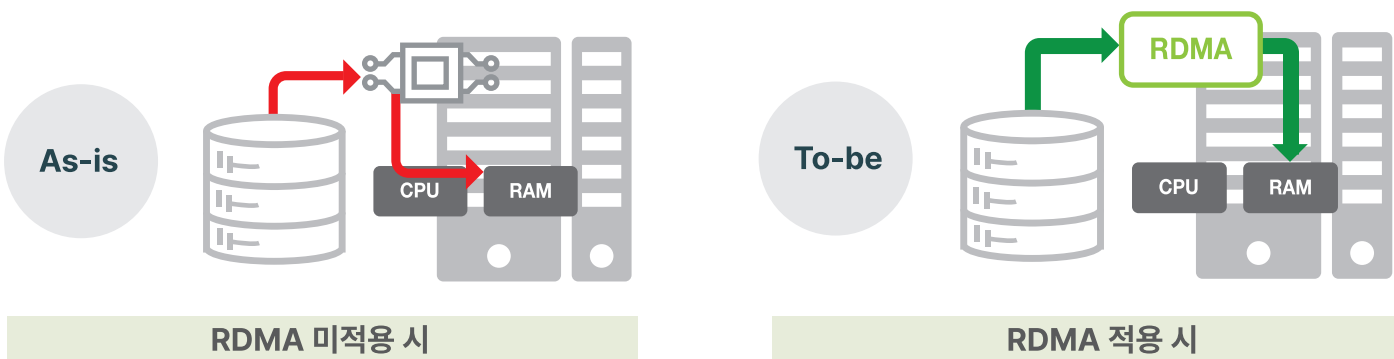 As-is
CPU
RAM
RDMA 미적용 시
To-be
RDMA
CPU
RAM
RDMA 적용 시